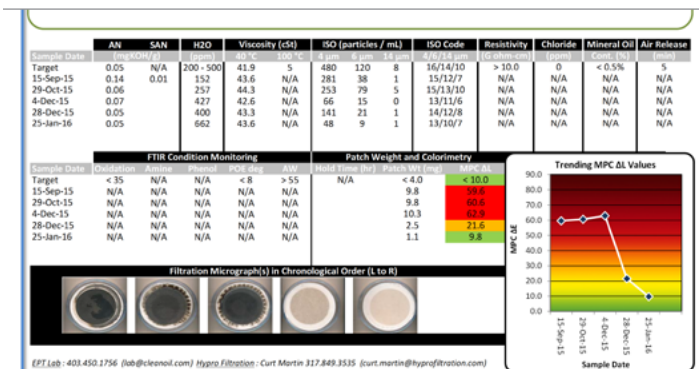 AN SAN H2O Viscosity (cSt) ISO (particles / mL) ISO Code Resistivity Chloride Mineral Oil Air Release
Sample Date (mgKOH/g) (ppm) 40 °C 100 °C 4 µm 6 µm 14 µm 4/6/14 µm (G ohm-cm) (ppm) Cont. (%) (min)
Target 0.05 N/A 200 - 500 41.9 5 480 120 8 16/14/10 > 10.0 0 < 0.5% 5
15-Sep-15 0.14 0.01 152 43.6 N/A 281 38 1 15/12/7 N/A N/A N/A N/A
29-Oct-15 0.06 257 44.3 N/A 253 79 5 15/13/10 N/A N/A N/A N/A
4-Dec-15 0.07 427 42.6 N/A 66 15 0 13/11/6 N/A N/A N/A N/A
28-Dec-15 0.05 400 43.3 N/A 141 21 1 14/12/8 N/A N/A N/A N/A
25-Jan-16 0.05 662 43.6 N/A 48 9 1 13/10/7 N/A N/A N/A N/A
FTIR Condition Monitoring Patch Weight and Colorimetry
Sample Date Oxidation Amine Phenol POE deg AW Hold Time (hr) Patch Wt (mg) MPC ΔL
Target < 35 N/A N/A < 8 > 55 N/A < 4.0 < 10.0
15-Sep-15 N/A N/A N/A N/A N/A 9.8 59.6
29-Oct-15 N/A N/A N/A N/A N/A 9.8 60.6
4-Dec-15 N/A N/A N/A N/A N/A 10.3 62.9
28-Dec-15 N/A N/A N/A N/A N/A 2.5 21.6
25-Jan-16 N/A N/A N/A N/A N/A 1.1 9.8
Filtration Micrograph(s) in Chronological Order (L to R)
EPT Lab : 403.450.1756 (lab@cleanoil.com) Hypro Filtration : Curt Martin 317.849.3535 (curt.martin@hyprofiltration.com)
Trending MPC ΔL Values
MPC ΔE
90.0
80.0
70.0
60.0
50.0
40.0
30.0
20.0
10.0
0.0
15-Sep-15
29-Oct-15
4-Dec-15
28-Dec-15
25-Jan-16
Sample Date